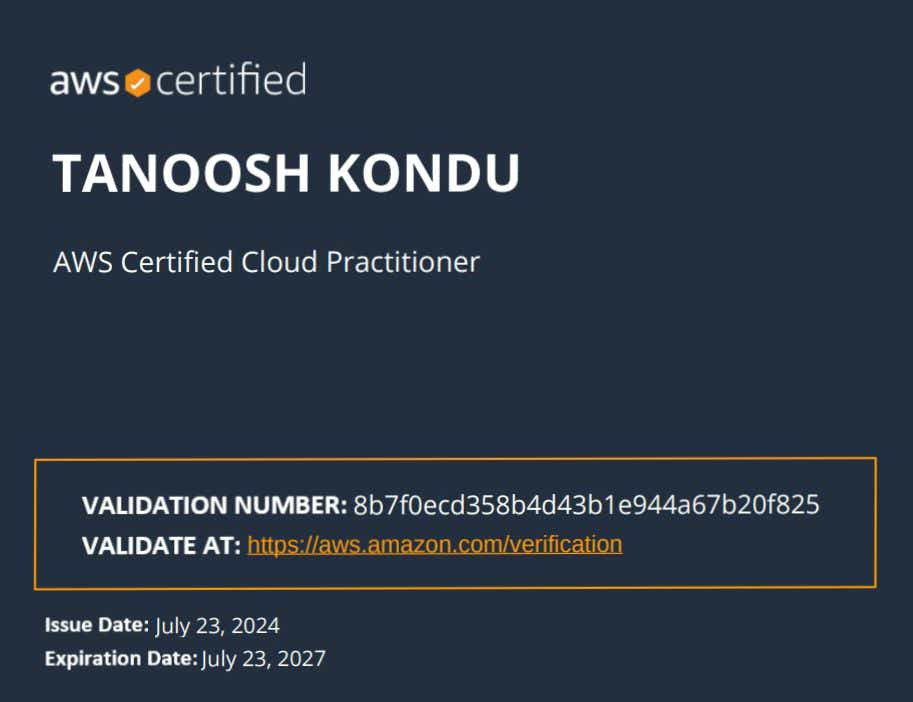 aws certified
TANOOSH KONDU
AWS Certified Cloud Practitioner
VALIDATION NUMBER: 8b7f0ecd358b4d43b1e944a67b20f825
VALIDATE AT: https://aws.amazon.com/verification
Issue Date: July 23, 2024
Expiration Date: July 23, 2027